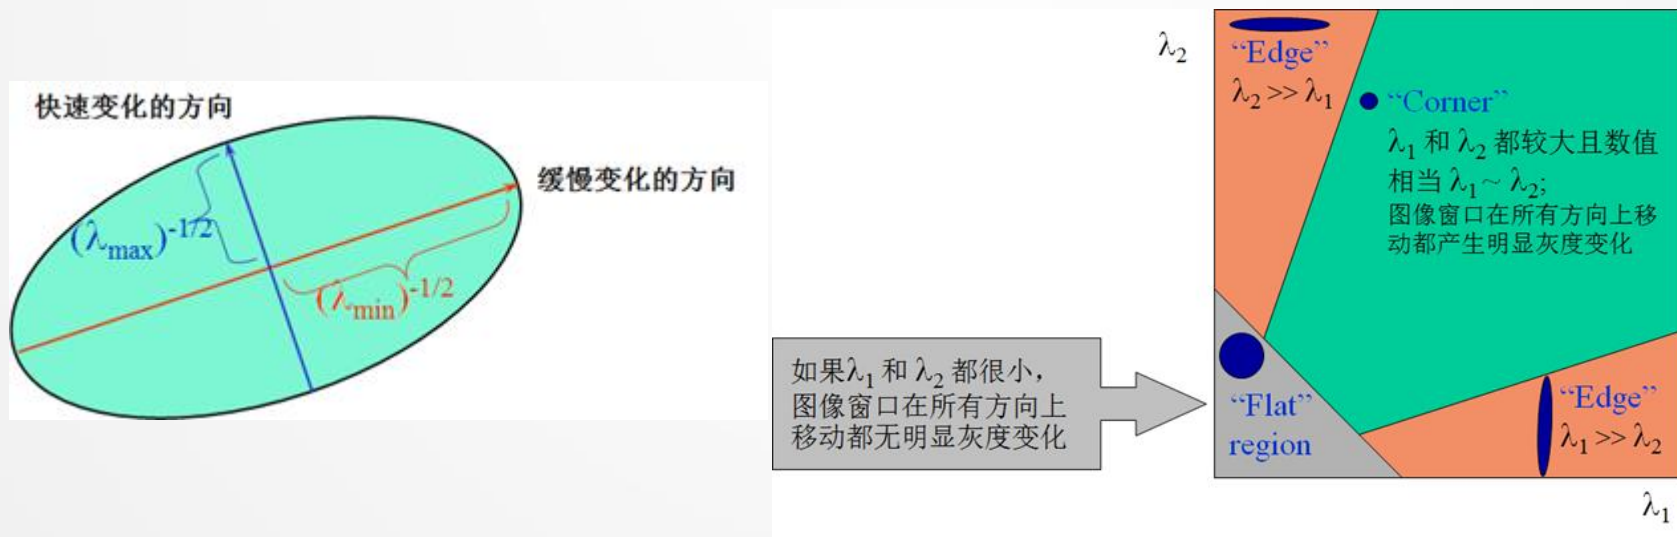 快速变化的方向
缓慢变化的方向
(λmax)-1/2
(λmin)-1/2
λ2
“Edge”
λ2 >> λ1
“Corner”
λ1 和 λ2 都较大且数值
相当 λ1 ~ λ2;
图像窗口在所有方向上移
动都产生明显灰度变化
如果λ1 和 λ2 都很小，
图像窗口在所有方向上
移动都无明显灰度变化
“Flat”
region
“Edge”
λ1 >> λ2
λ1